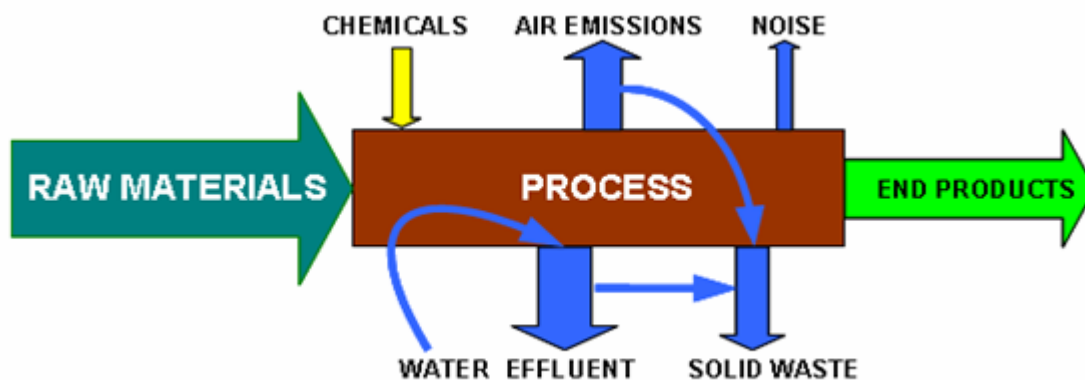 CHEMICALS
AIR EMISSIONS
NOISE
RAW MATERIALS
PROCESS
END PRODUCTS
WATER
EFFLUENT
SOLID WASTE